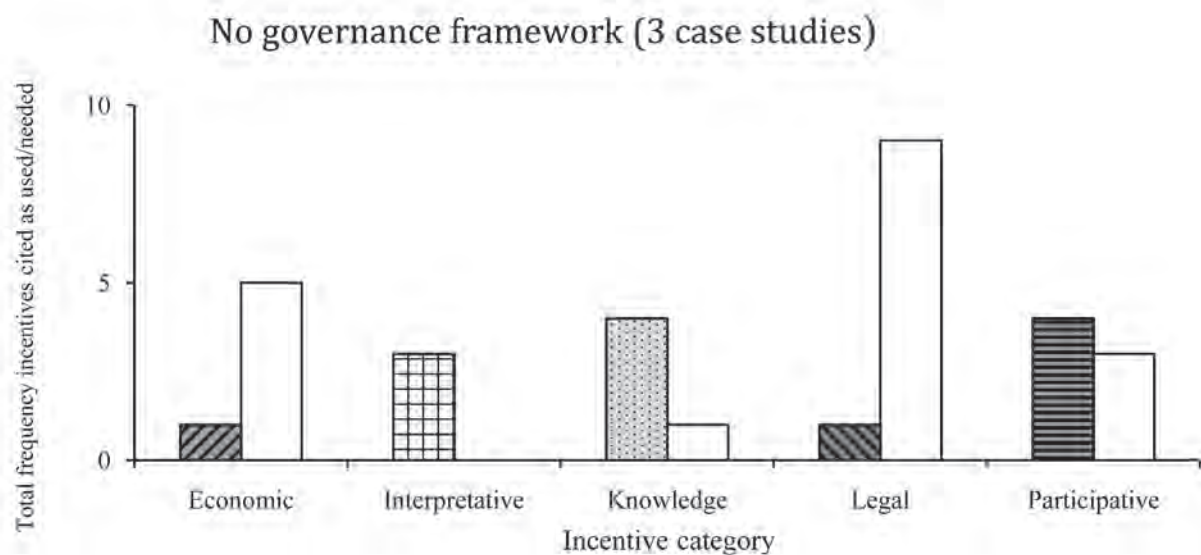 No governance framework (3 case studies)
Total frequency incentives cited as used/needed
10
5
0
Economic
Interpretative
Knowledge
Legal
Participative
Incentive category